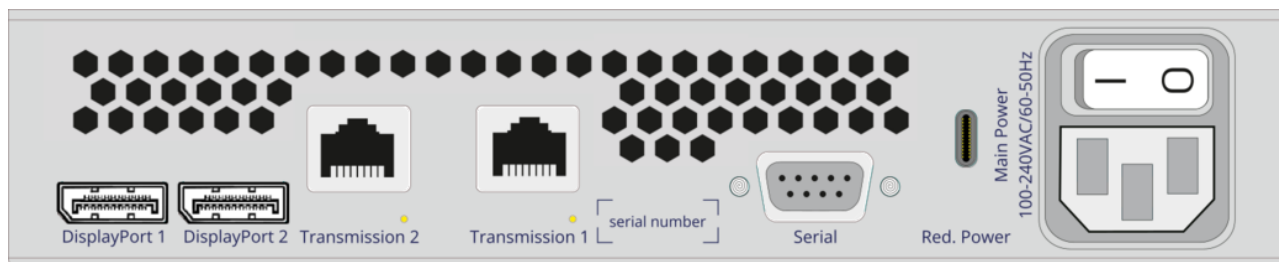 DisplayPort 1
DisplayPort 2
Transmission 2
Transmission 1
serial number
Serial
Red. Power
Main Power
100-240VAC/60-50Hz
I O